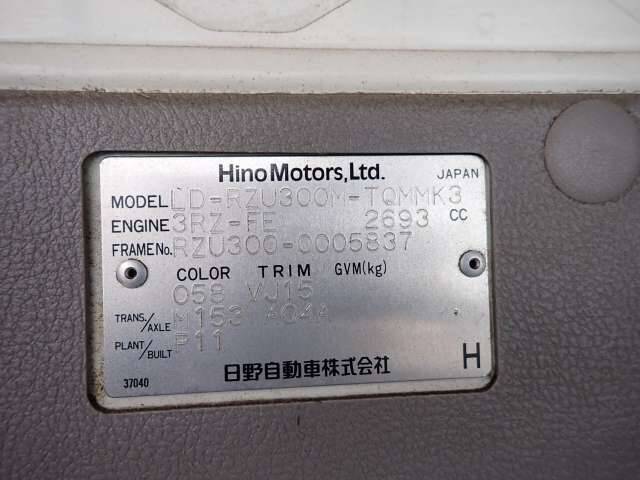 Hino Motors, Ltd. JAPAN
MODEL LD-RZU300M-TQMMK3
ENGINE 3RZ-FE 2693 CC
FRAME No. RZU300-0005837
COLOR TRIM GVM(kg)
058 VJ15
TRANS./AXLE M153 A04A
PLANT/BUILT P11
37040 日野自動車株式会社 H